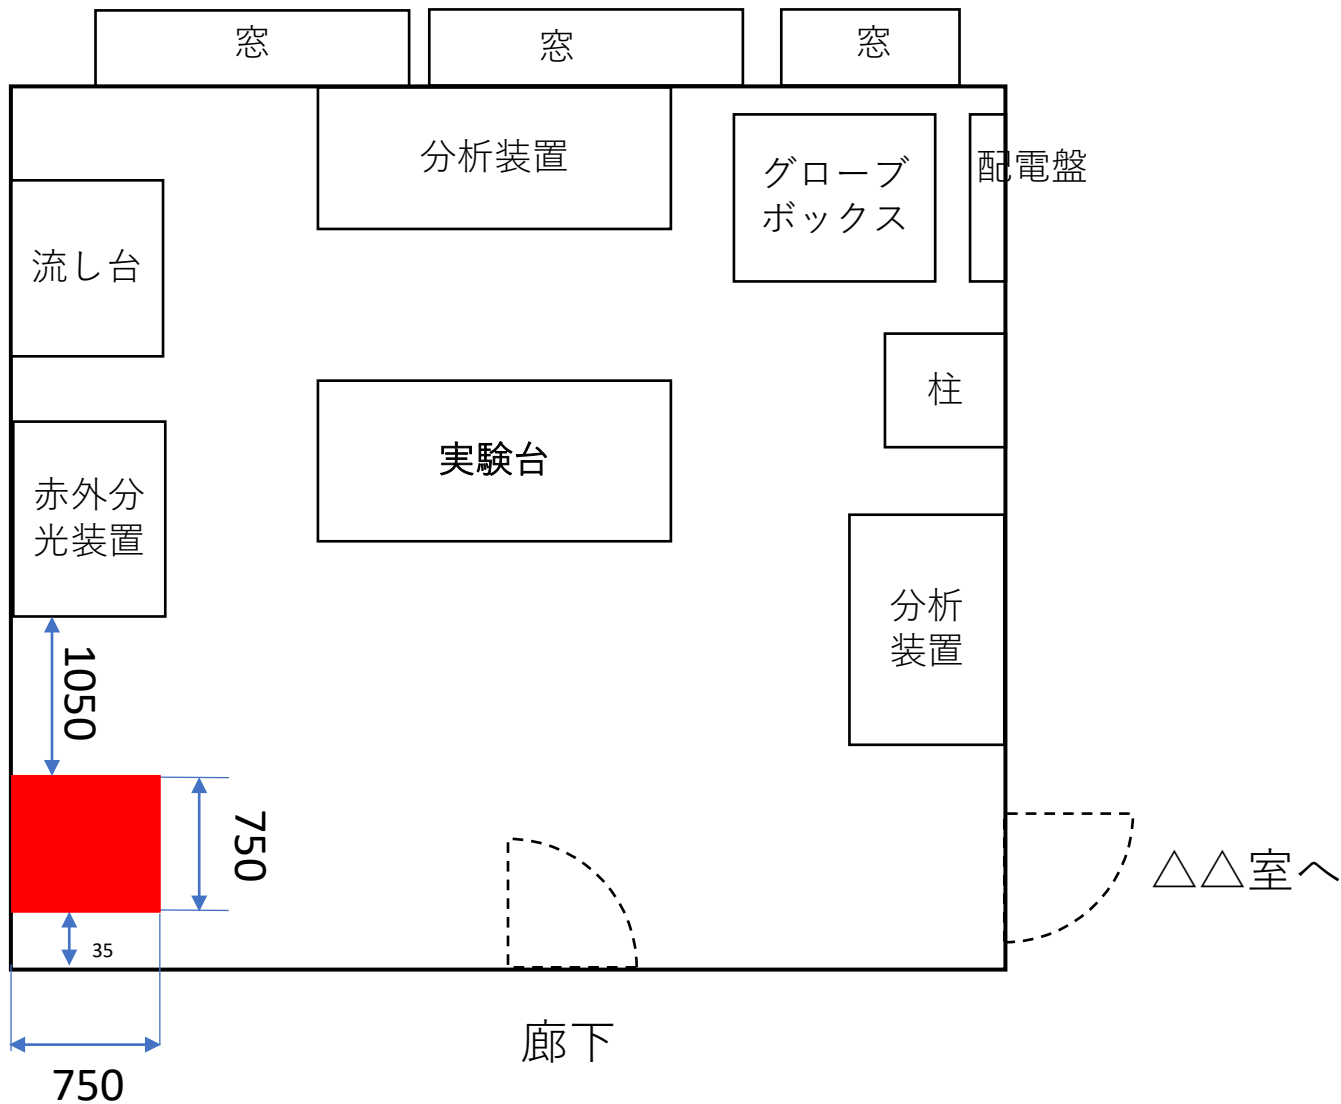 窓
窓
窓
分析装置
グローブ
ボックス
配電盤
流し台
柱
実験台
赤外分
光装置
分析
装置
1050
750
35
750
△△室へ
廊下